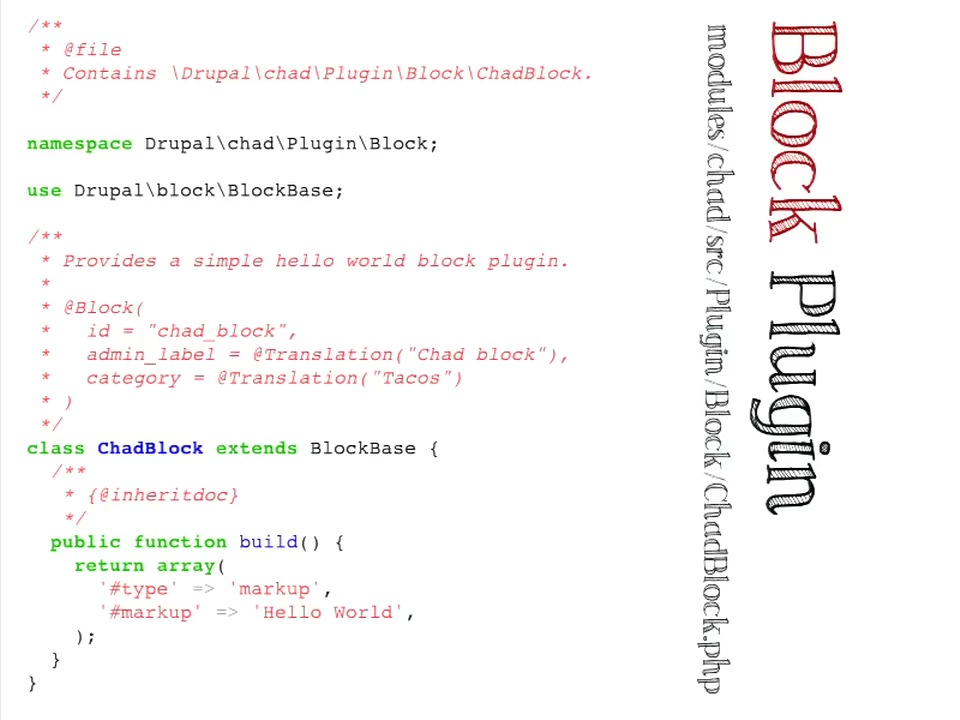 /**
 * @file
 * Contains \Drupal\chad\Plugin\Block\ChadBlock.
 */

namespace Drupal\chad\Plugin\Block;

use Drupal\block\BlockBase;

/**
 * Provides a simple hello world block plugin.
 *
 * @Block(
 *   id = "chad_block",
 *   admin_label = @Translation("Chad block"),
 *   category = @Translation("Tacos")
 * )
 */
class ChadBlock extends BlockBase {
  /**
   * {@inheritdoc}
   */
  public function build() {
    return array(
      '#type' => 'markup',
      '#markup' => 'Hello World',
    );
  }
}
Block Plugin
modules/chad/src/Plugin/Block/ChadBlock.php